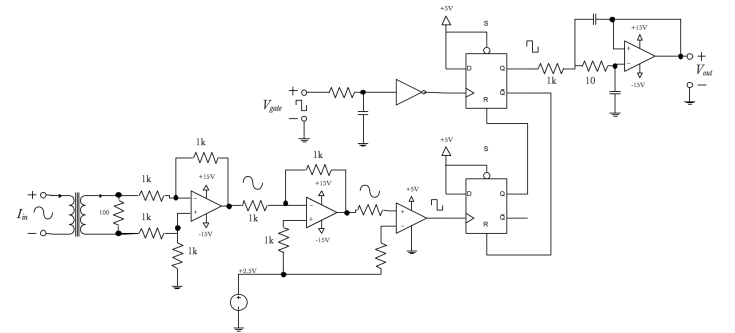 +5V
S
+15V
+
D
Q
+
1k
10
-
+
V_out
V_gate
-15V
-
-
Q̅
R
+5V
S
1k
1k
1k
+15V
+15V
+5V
D
Q
+
-
-
I_in
100
+
1k
+
+
-
-
1k
-15V
1k
-15V
Q̅
R
1k
+2.5V
+